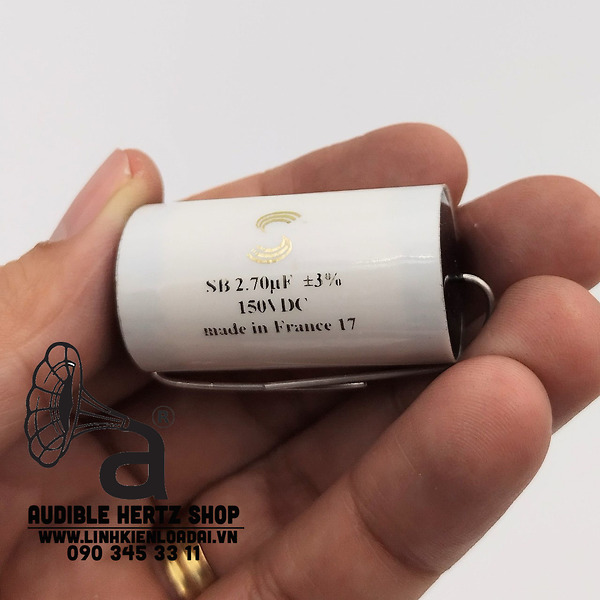 SB 2.70µF ±3%
150VDC
made in France 17
a®
AUDIBLE HERTZ SHOP
WWW.LINHKIENLOADAI.VN
090 345 33 11